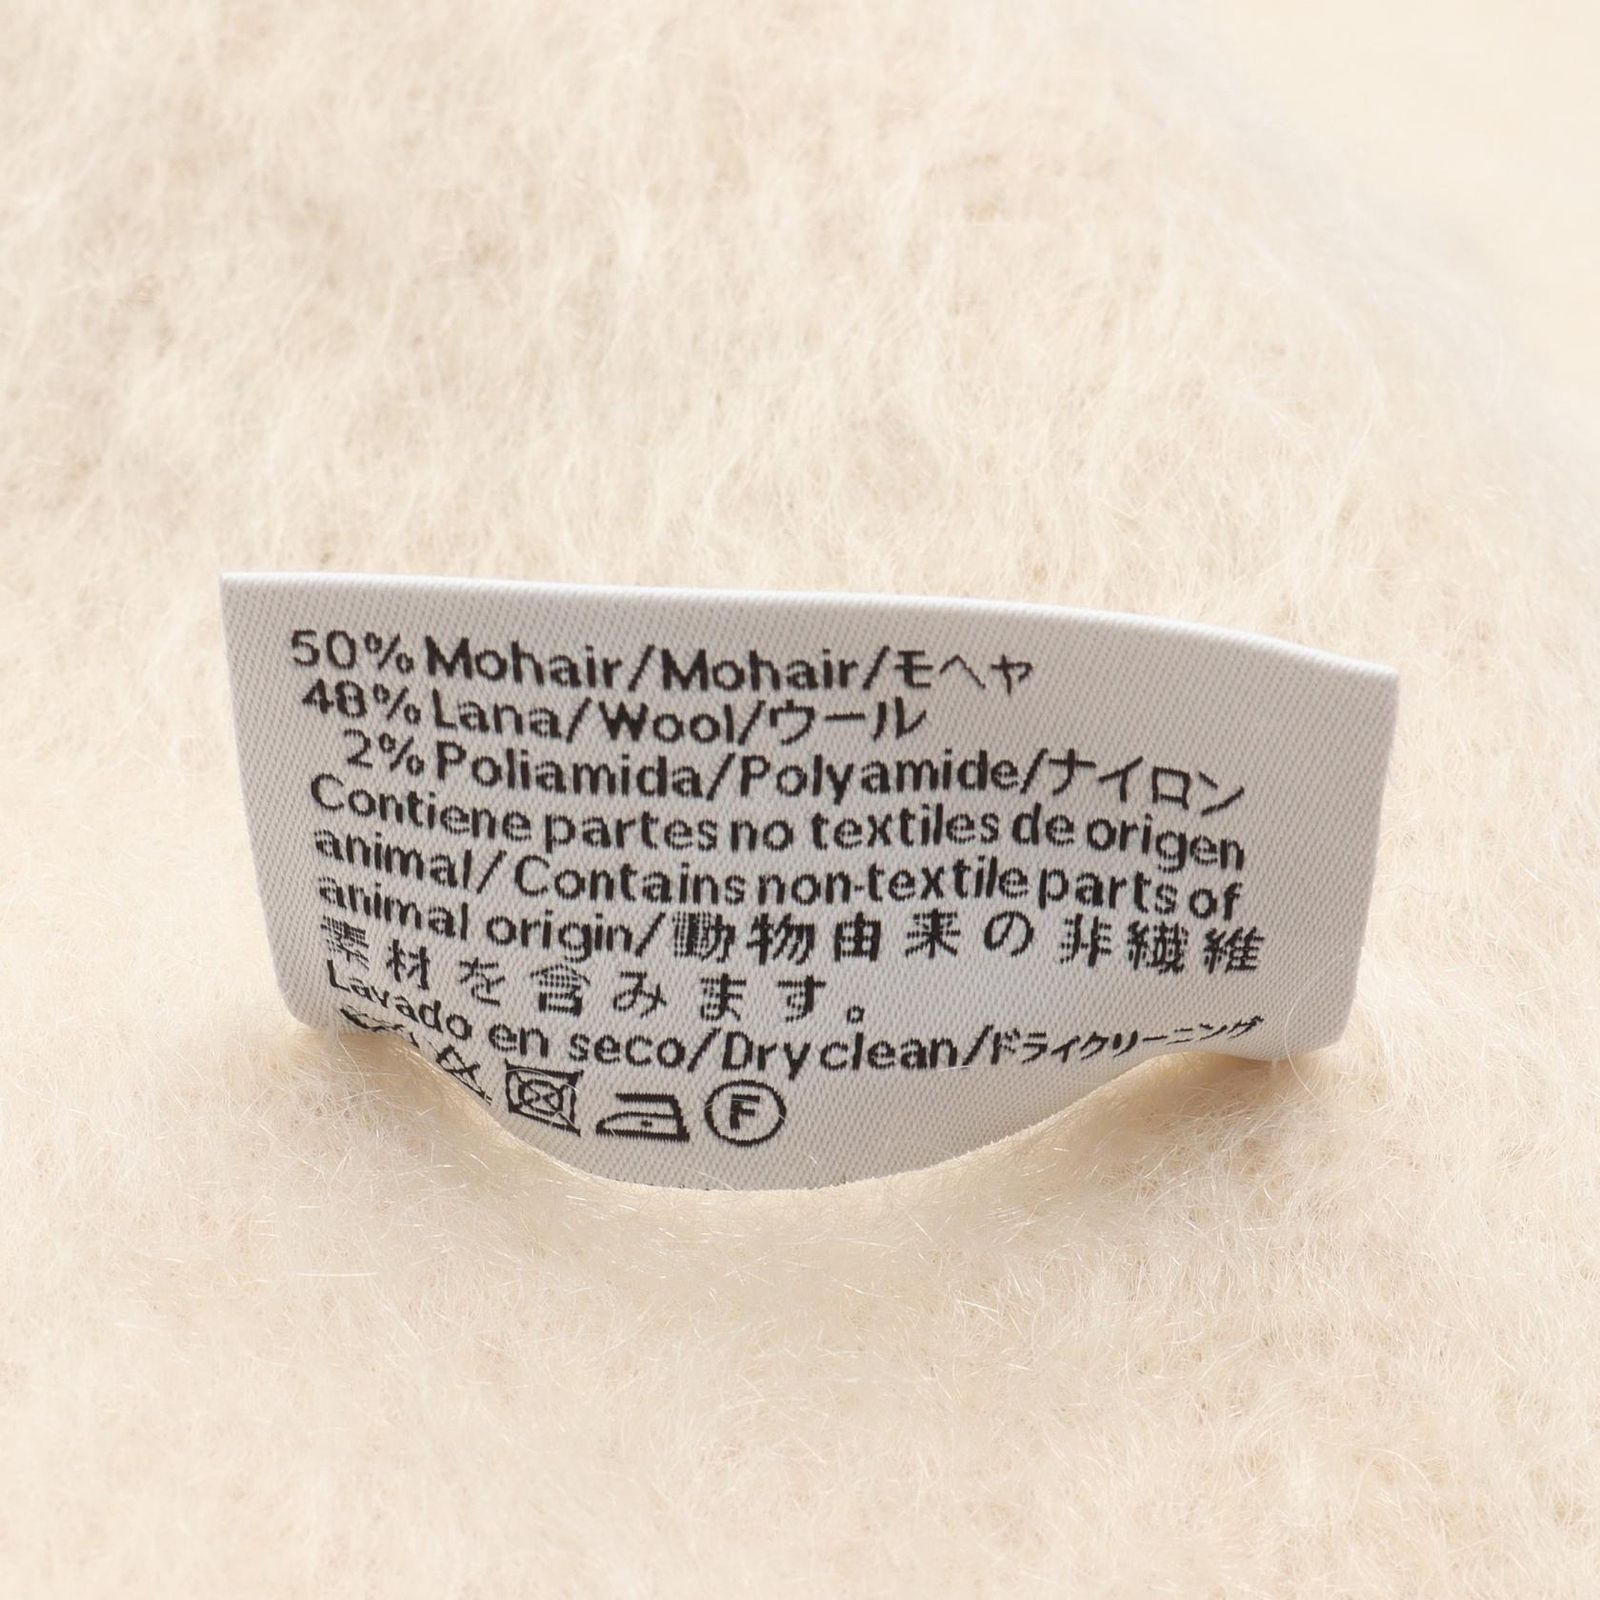 50% Mohair/Mohair/モヘヤ
48% Lana/Wool/ウール
2% Poliamida/Polyamide/ナイロン
Contiene partes no textiles de origen
animal/Contains non-textile parts of
animal origin/動物由来の非繊維
素材を含みます。
Lavado en seco/Dry clean/ドライクリーニング
F